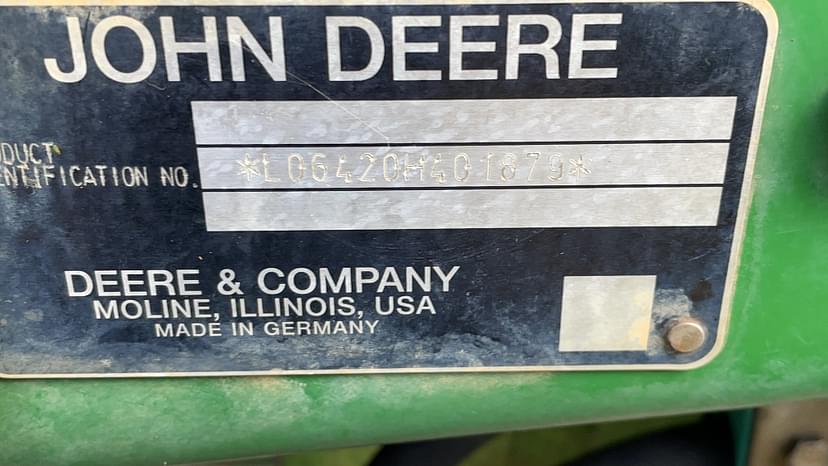 JOHN DEERE
DUCT
NTIFICATION NO.
*L06420H401879*
DEERE & COMPANY
MOLINE, ILLINOIS, USA
MADE IN GERMANY